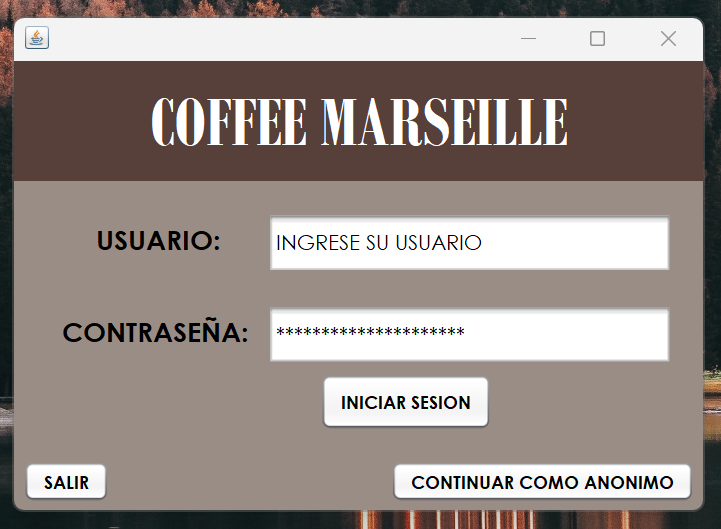 COFFEE MARSEILLE
USUARIO:
INGRESE SU USUARIO
CONTRASEÑA:
*********************
INICIAR SESION
SALIR
CONTINUAR COMO ANONIMO